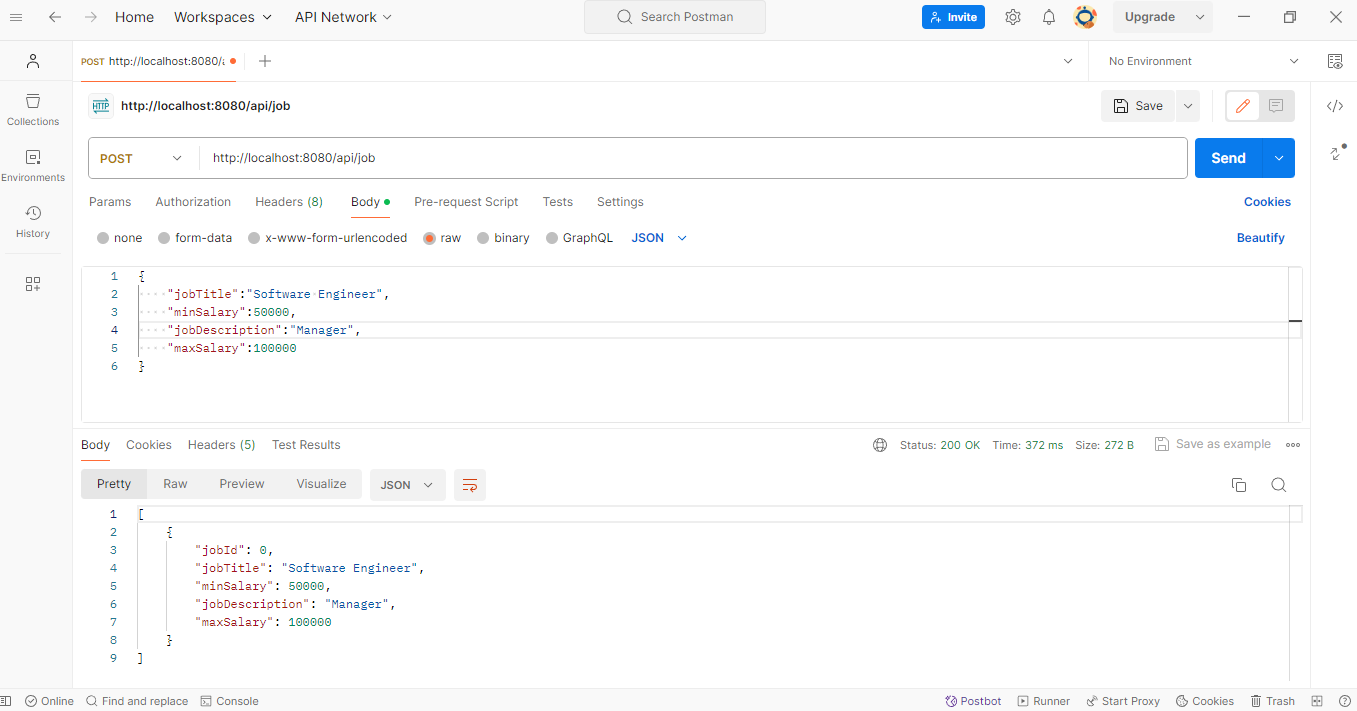 Home Workspaces API Network Search Postman Invite Upgrade
POST http://localhost:8080/ No Environment
HTTP http://localhost:8080/api/job Save
Collections
POST http://localhost:8080/api/job Send
Environments
Params Authorization Headers (8) Body Pre-request Script Tests Settings Cookies
History
none form-data x-www-form-urlencoded raw binary GraphQL JSON Beautify
1 {
2 "jobTitle":"Software Engineer",
3 "minSalary":50000,
4 "jobDescription":"Manager",
5 "maxSalary":100000
6 }
Body Cookies Headers (5) Test Results Status: 200 OK Time: 372 ms Size: 272 B Save as example
Pretty Raw Preview Visualize JSON
1 [
2 {
3 "jobId": 0,
4 "jobTitle": "Software Engineer",
5 "minSalary": 50000,
6 "jobDescription": "Manager",
7 "maxSalary": 100000
8 }
9 ]
Online Find and replace Console Postbot Runner Start Proxy Cookies Trash